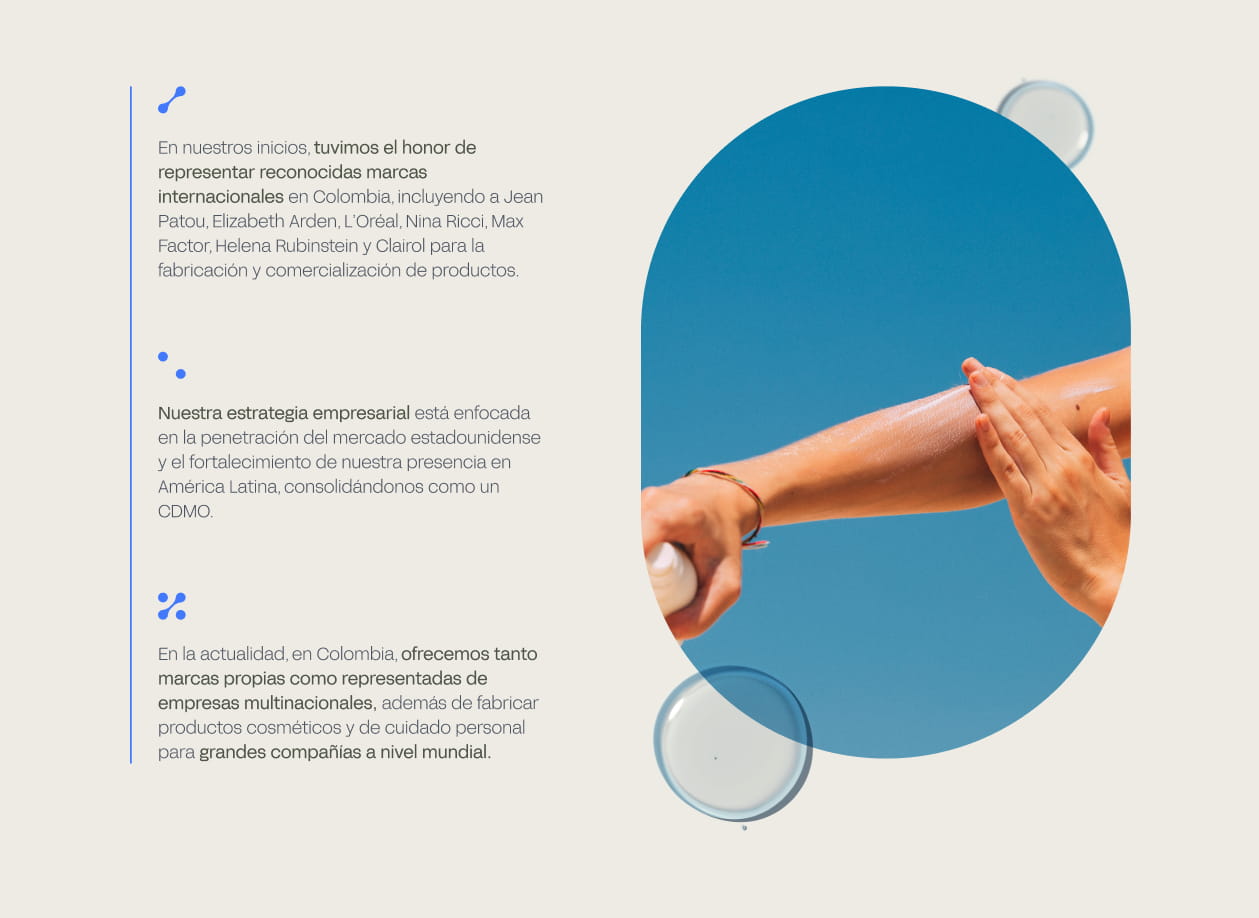 En nuestros inicios, tuvimos el honor de
representar reconocidas marcas
internacionales en Colombia, incluyendo a Jean
Patou, Elizabeth Arden, L’Oréal, Nina Ricci, Max
Factor, Helena Rubinstein y Clairol para la
fabricación y comercialización de productos.
Nuestra estrategia empresarial está enfocada
en la penetración del mercado estadounidense
y el fortalecimiento de nuestra presencia en
América Latina, consolidándonos como un
CDMO.
En la actualidad, en Colombia, ofrecemos tanto
marcas propias como representadas de
empresas multinacionales, además de fabricar
productos cosméticos y de cuidado personal
para grandes compañías a nivel mundial.